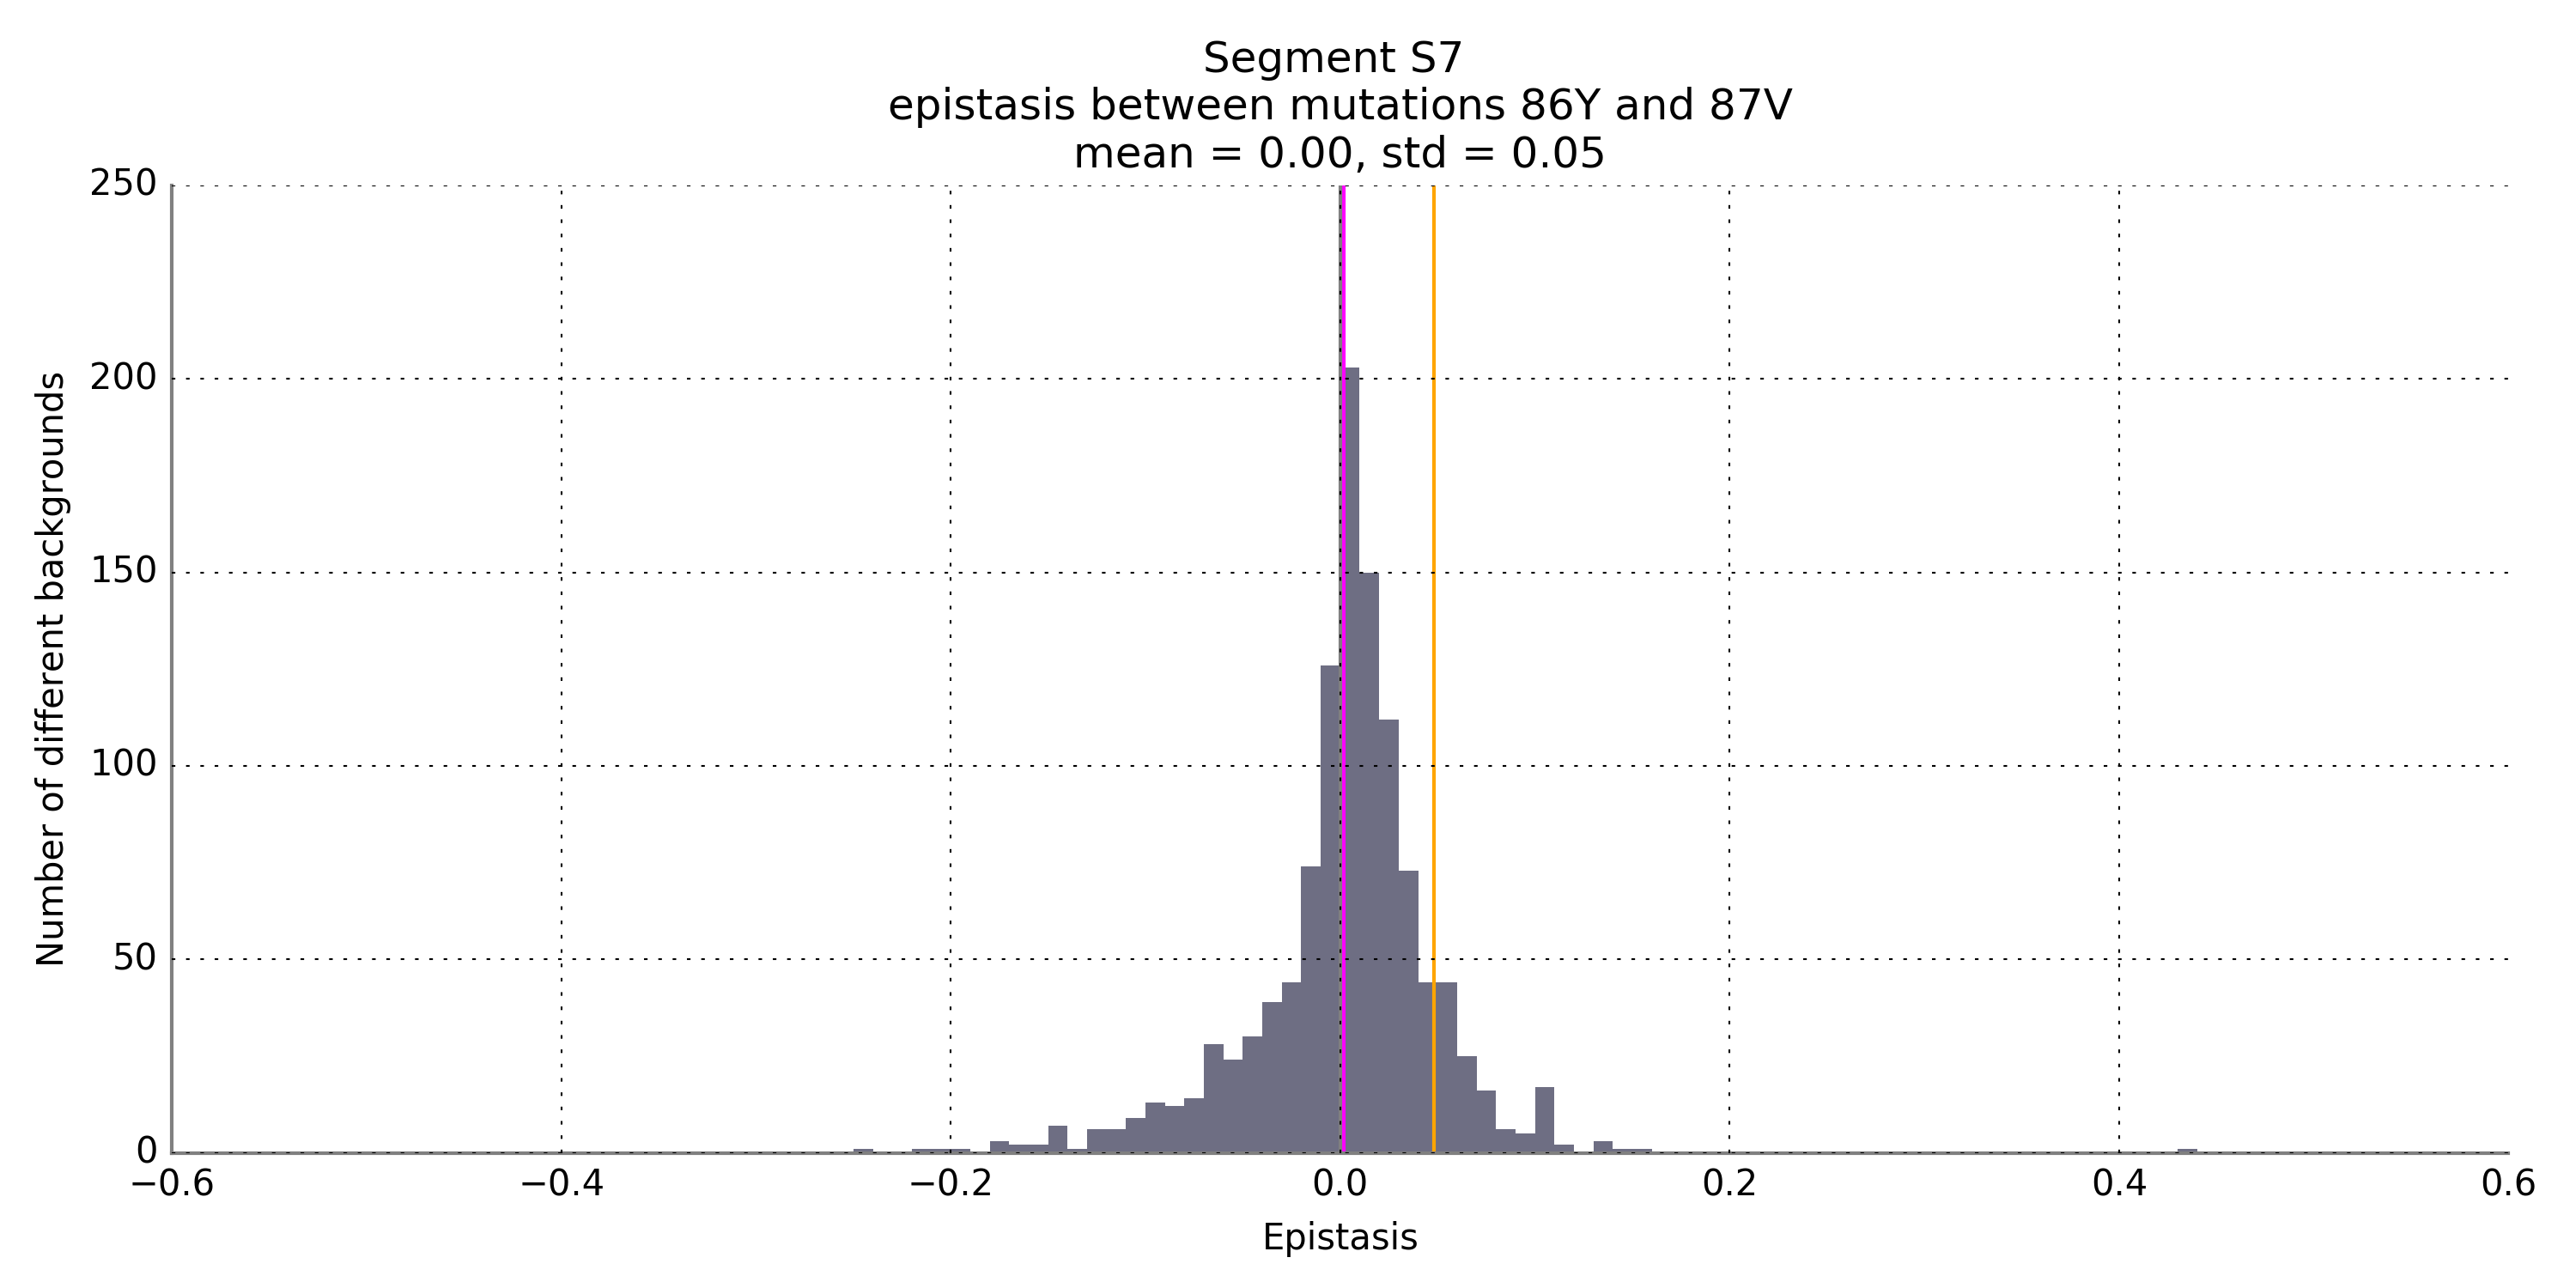 Segment S7
epistasis between mutations 86Y and 87V
mean = 0.00, std = 0.05
Number of different backgrounds
250
200
150
100
50
0
−0.6 −0.4 −0.2 0.0 0.2 0.4 0.6
Epistasis